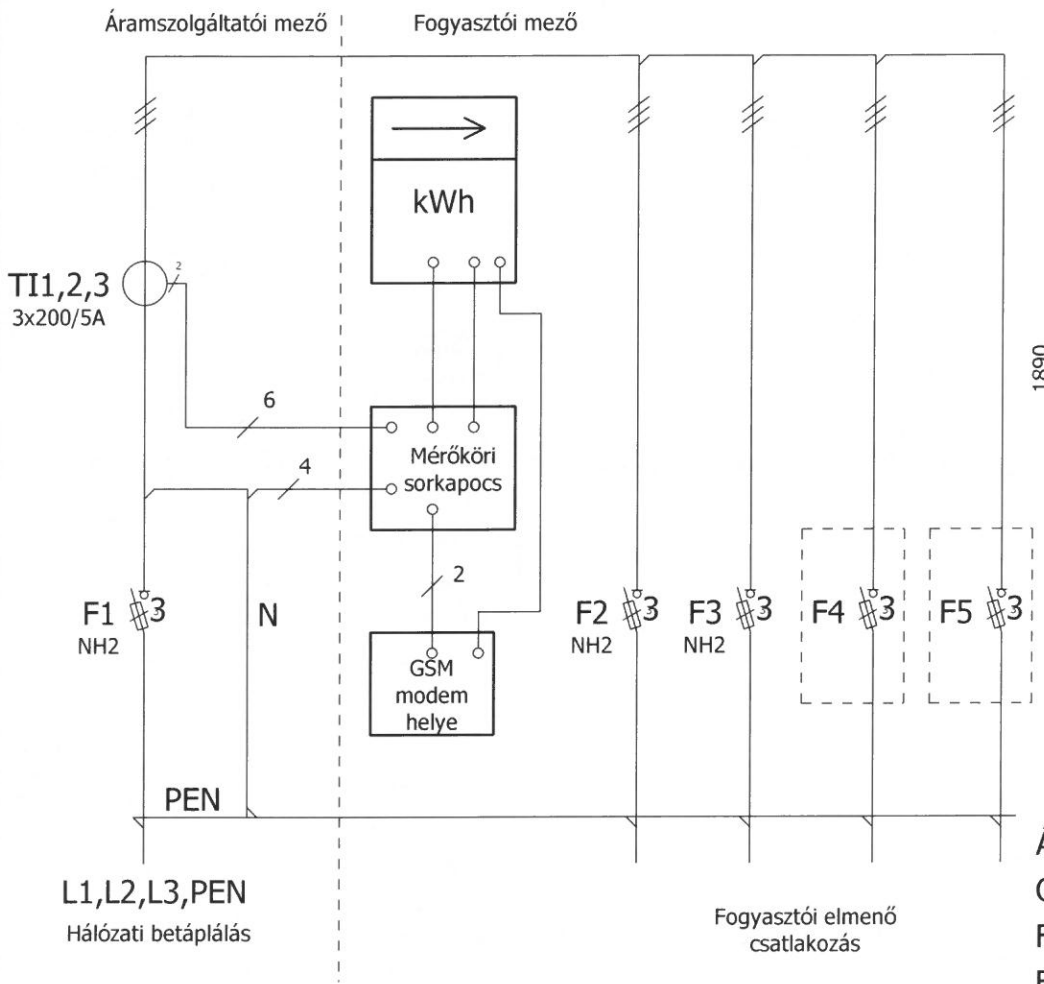 Áramszolgáltatói mező
Fogyasztói mező
kWh
TI1,2,3
3x200/5A
2
6
4
Mérőköri
sorkapocs
2
F1
NH2
3
N
GSM
modem
helye
F2
NH2
3
F3
NH2
3
F4
3
F5
3
1890
PEN
L1,L2,L3,PEN
Hálózati betáplálás
Fogyasztói elmenő
csatlakozás